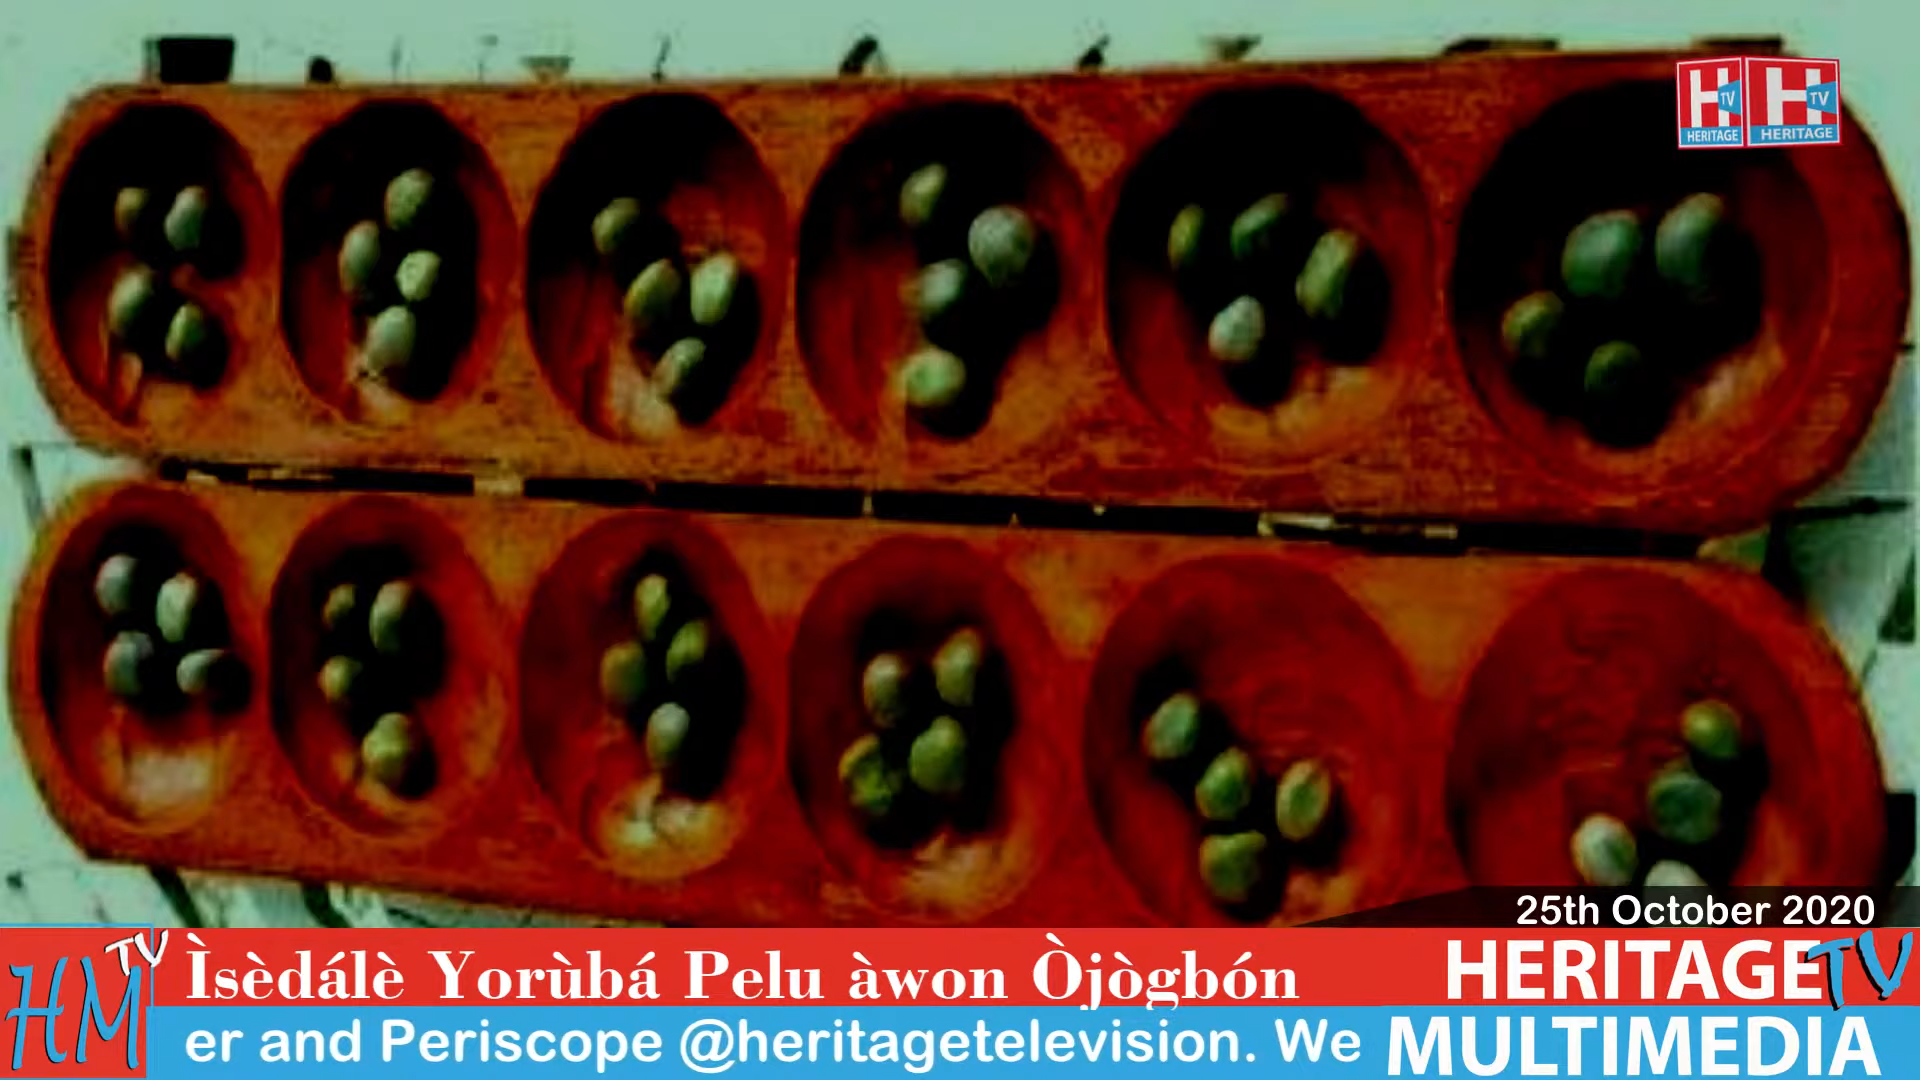 H TV HERITAGE H TV HERITAGE
25th October 2020
HM TV
Ìsèdálè Yorùbá Pelu àwon Òjògbón
HERITAGE TV
er and Periscope @heritagetelevision. We
MULTIMEDIA